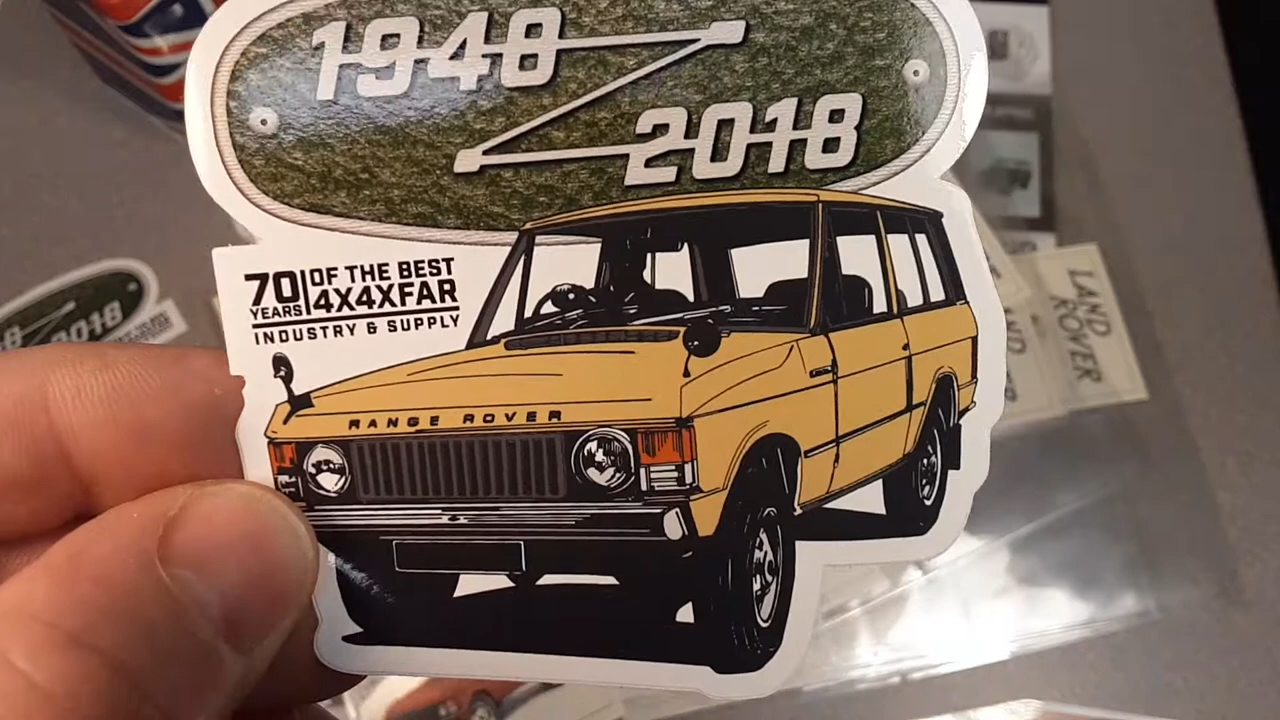 1948
2018
70 YEARS
OF THE BEST
4X4XFAR
INDUSTRY & SUPPLY
RANGE ROVER
LAND
ROVER
2018